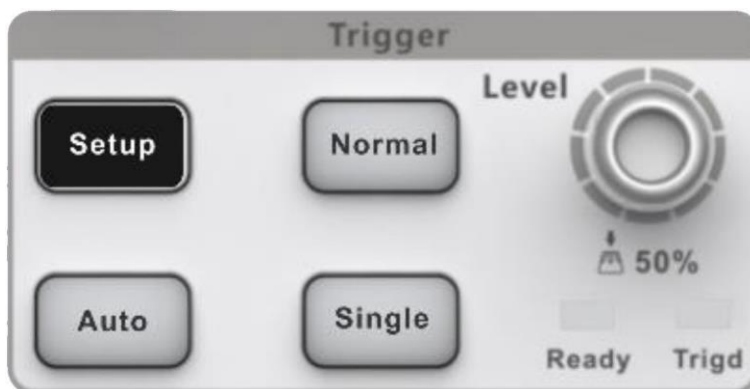 Trigger
Level
Setup
Normal
50%
Auto
Single
Ready
Trigd